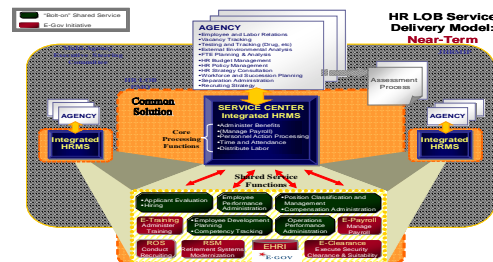 "Bolt-on" Shared Service
E-Gov Initiative
HR LOB Service
Delivery Model:
Near-Term
AGENCY
•Employee and Labor Relations
•Vacancy Tracking
•Testing and Tracking (Drug, etc)
•External Environmental Analysis
•FTE Planning & Analysis
•HR Budget Management
•HR Policy Management
•HR Strategy Consultation
•Workforce and Succession Planning
•Separation Administration
•Recruiting Strategy
Assessment
Process
Common
Solution
SERVICE CENTER
Integrated HRMS
•Administer Benefits
•(Manage Payroll)
•Personnel Action Processing
•Time and Attendance
•Distribute Labor
Core
Processing
Functions
AGENCY
Integrated
HRMS
AGENCY
Integrated
HRMS
Shared Service
Functions
•Applicant Evaluation
•Hiring
Employee
Performance
Administration
•Position Classification and
Management
•Compensation Administration
E-Training
Administer
Training
•Employee Development
Planning
•Competency Tracking
Operations
Performance
Administration
E-Payroll
Manage
Payroll
ROS
Conduct
Recruiting
RSM
Retirement Systems
Modernization
EHRI
E-GOV
E-Clearance
Execute Security
Clearance & Suitability